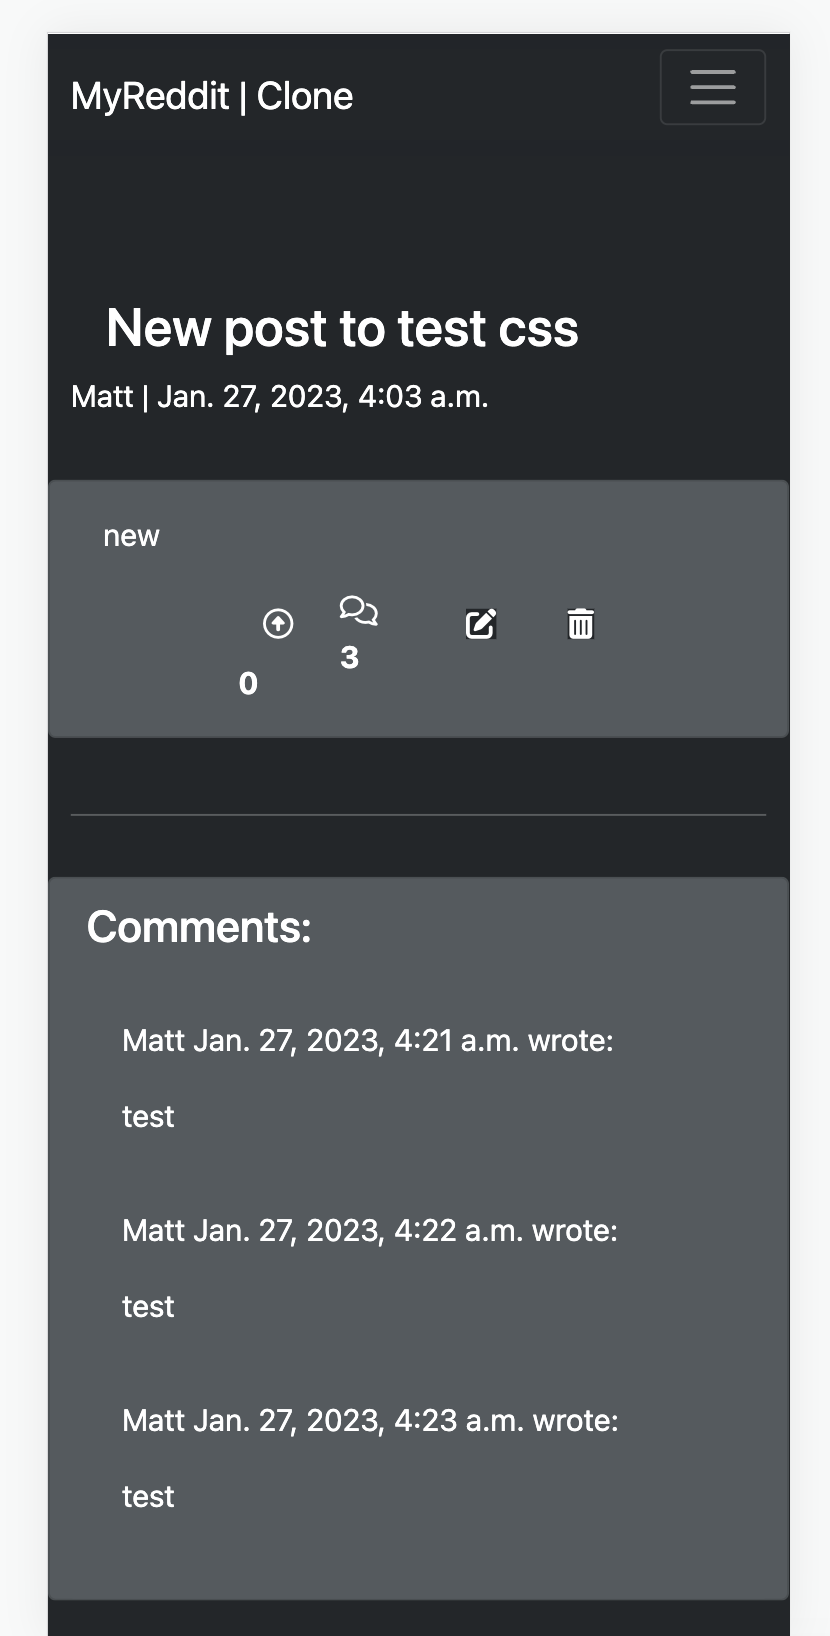 MyReddit | Clone
New post to test css
Matt | Jan. 27, 2023, 4:03 a.m.
new
3
0
Comments:
Matt Jan. 27, 2023, 4:21 a.m. wrote:
test
Matt Jan. 27, 2023, 4:22 a.m. wrote:
test
Matt Jan. 27, 2023, 4:23 a.m. wrote:
test